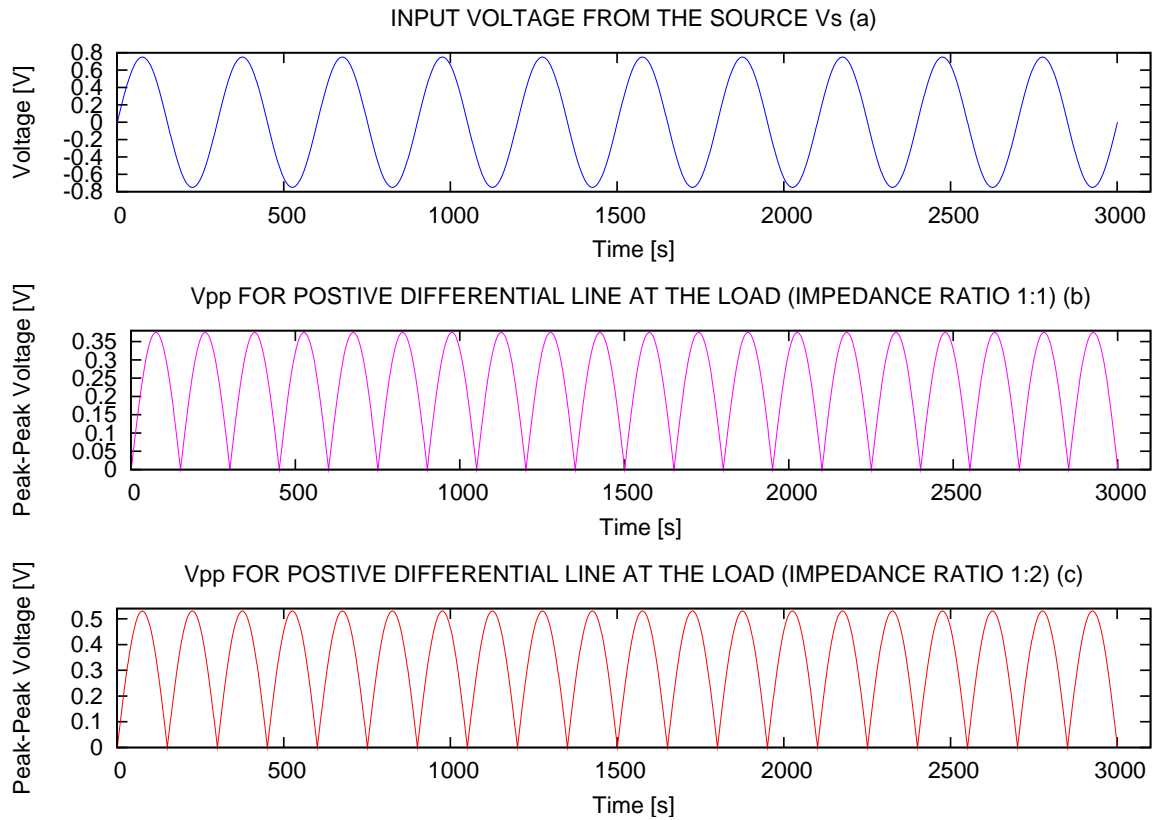 INPUT VOLTAGE FROM THE SOURCE Vs (a)
Voltage [V]
0.8
0.6
0.4
0.2
0
-0.2
-0.4
-0.6
-0.8
0 500 1000 1500 2000 2500 3000
Time [s]
Vpp FOR POSTIVE DIFFERENTIAL LINE AT THE LOAD (IMPEDANCE RATIO 1:1) (b)
Peak-Peak Voltage [V]
0.35
0.3
0.25
0.2
0.15
0.1
0.05
0
0 500 1000 1500 2000 2500 3000
Time [s]
Vpp FOR POSTIVE DIFFERENTIAL LINE AT THE LOAD (IMPEDANCE RATIO 1:2) (c)
Peak-Peak Voltage [V]
0.5
0.4
0.3
0.2
0.1
0
0 500 1000 1500 2000 2500 3000
Time [s]